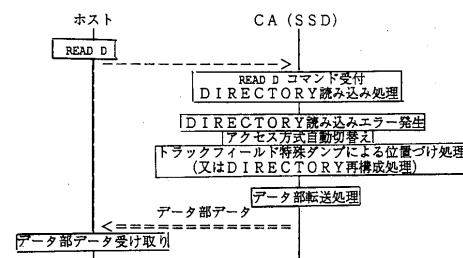 ホスト CA(SSD)
READ D
READ D コマンド受付
DIRECTORY読み込み処理
DIRECTORY読み込みエラー発生
アクセス方式自動切替え
トラックフィールド特殊ダンプによる位置づけ処理
(又はDIRECTORY再構成処理)
データ部転送処理
データ部データ
データ部データ受け取り